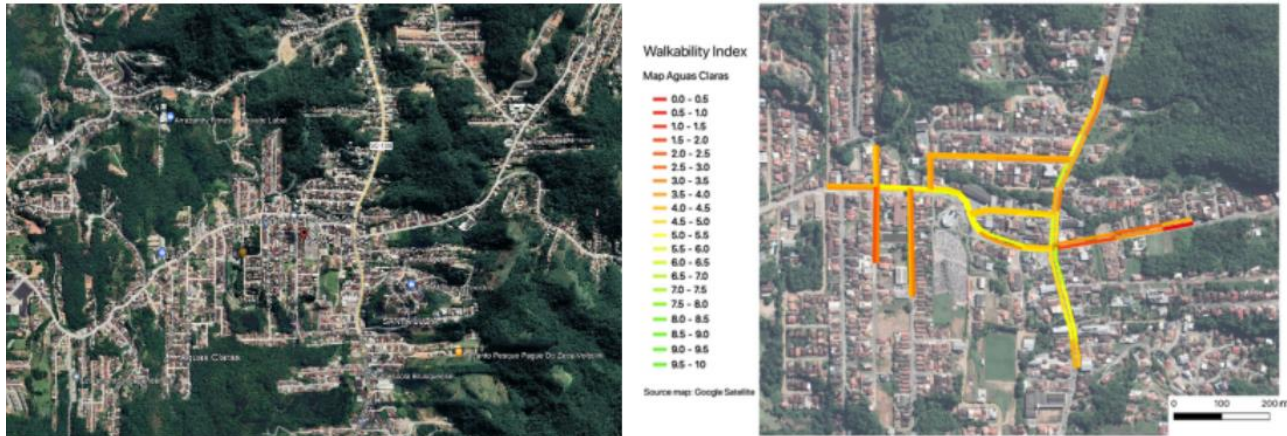 Aguas Claras
Walkability Index
Map Aguas Claras
0.0 - 0.5
0.5 - 1.0
1.0 - 1.5
1.5 - 2.0
2.0 - 2.5
2.5 - 3.0
3.0 - 3.5
3.5 - 4.0
4.0 - 4.5
4.5 - 5.0
5.0 - 5.5
5.5 - 6.0
6.0 - 6.5
6.5 - 7.0
7.0 - 7.5
7.5 - 8.0
8.0 - 8.5
8.5 - 9.0
9.0 - 9.5
9.5 - 10
Source map: Google Satellite
0 100 200 m